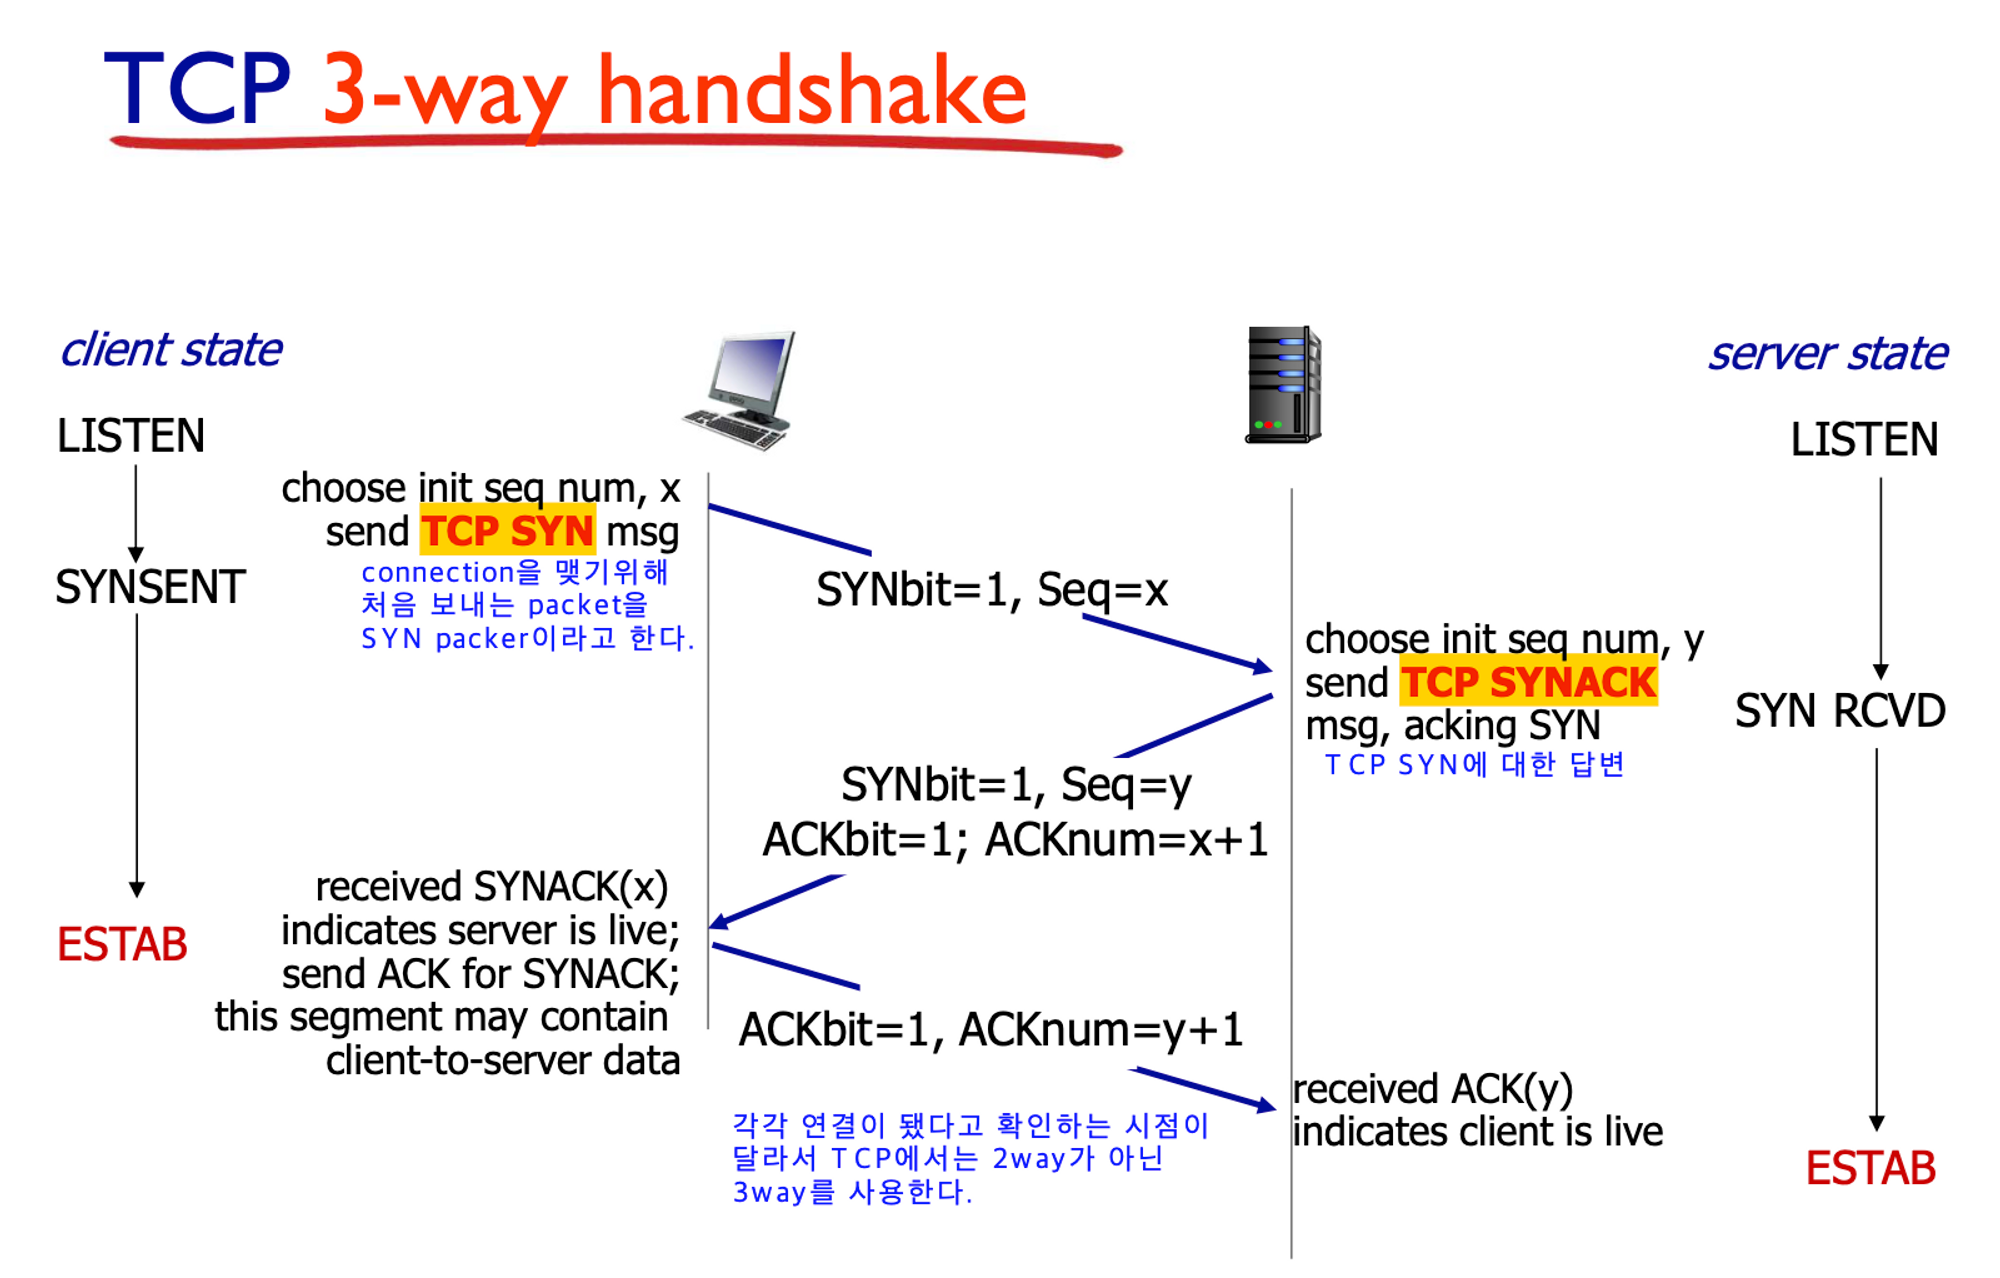 TCP 3-way handshake
client state
server state
LISTEN
LISTEN
choose init seq num, x
send TCP SYN msg
connection을 맺기위해
처음 보내는 packet을
SYN packer이라고 한다.
SYNSENT
SYNbit=1, Seq=x
choose init seq num, y
send TCP SYNACK
msg, acking SYN
TCP SYN에 대한 답변
SYN RCVD
SYNbit=1, Seq=y
ACKbit=1; ACKnum=x+1
received SYNACK(x)
indicates server is live;
send ACK for SYNACK;
this segment may contain
client-to-server data
ESTAB
ACKbit=1, ACKnum=y+1
각각 연결이 됐다고 확인하는 시점이
달라서 TCP에서는 2way가 아닌
3way를 사용한다.
received ACK(y)
indicates client is live
ESTAB